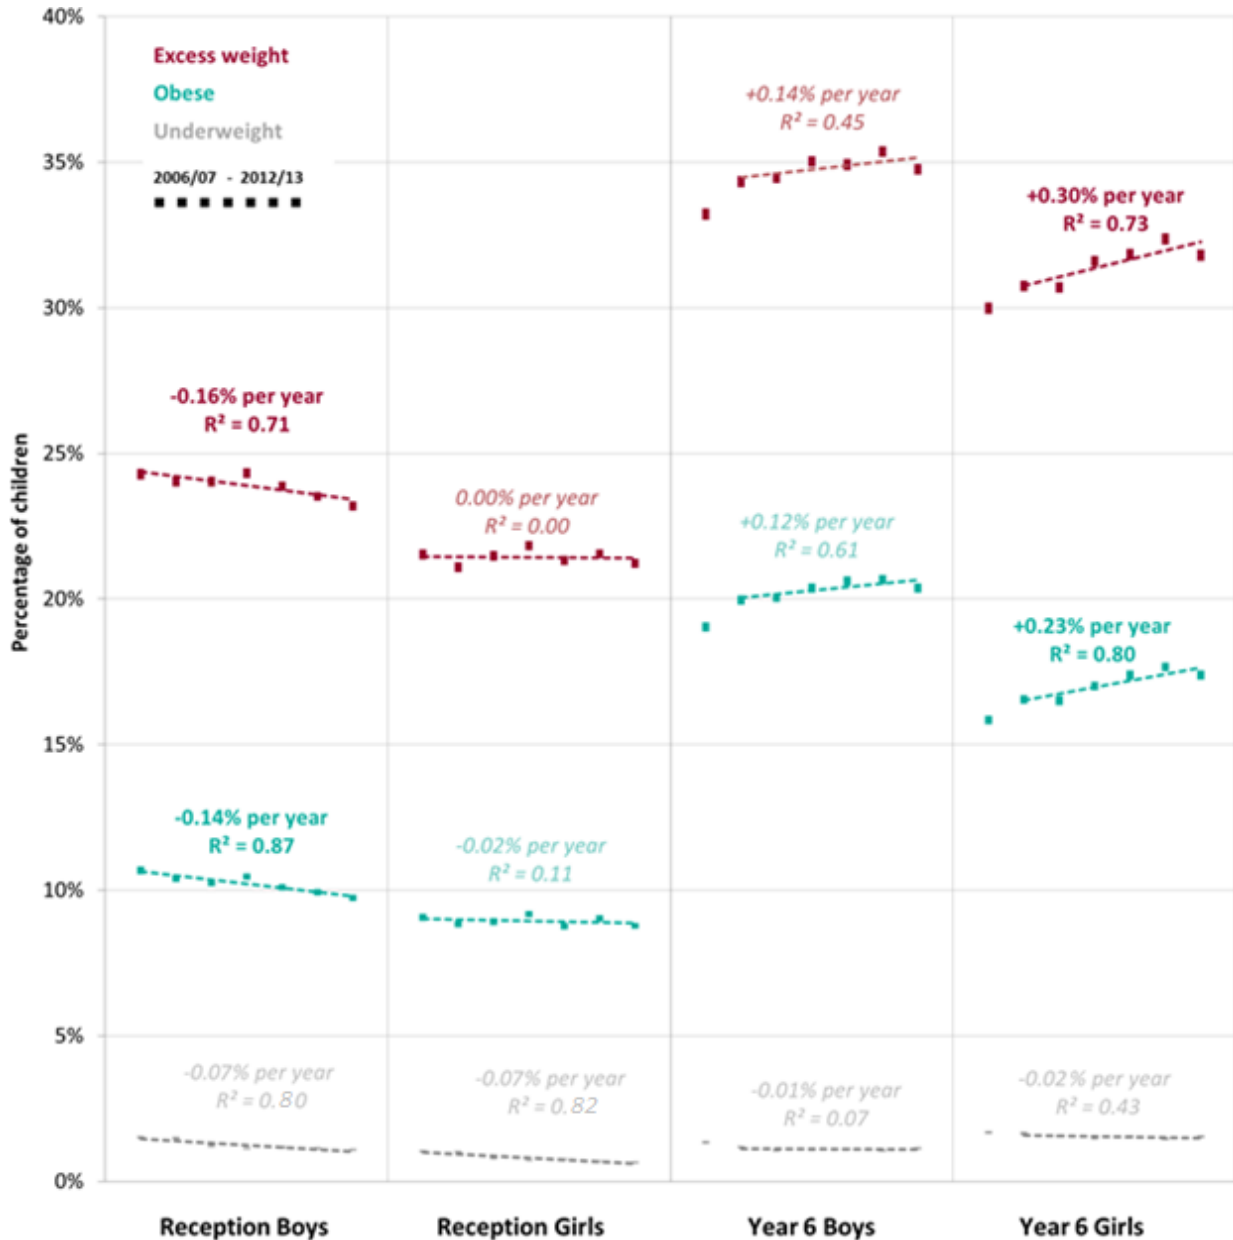 40%
Excess weight
Obese
Underweight
2006/07 - 2012/13
+0.14% per year
R² = 0.45
35%
+0.30% per year
R² = 0.73
30%
-0.16% per year
R² = 0.71
25%
0.00% per year
R² = 0.00
+0.12% per year
R² = 0.61
20%
+0.23% per year
R² = 0.80
15%
-0.14% per year
R² = 0.87
-0.02% per year
R² = 0.11
10%
5%
-0.07% per year
R² = 0.80
-0.07% per year
R² = 0.82
-0.01% per year
R² = 0.07
-0.02% per year
R² = 0.43
0%
Percentage of children
Reception Boys
Reception Girls
Year 6 Boys
Year 6 Girls